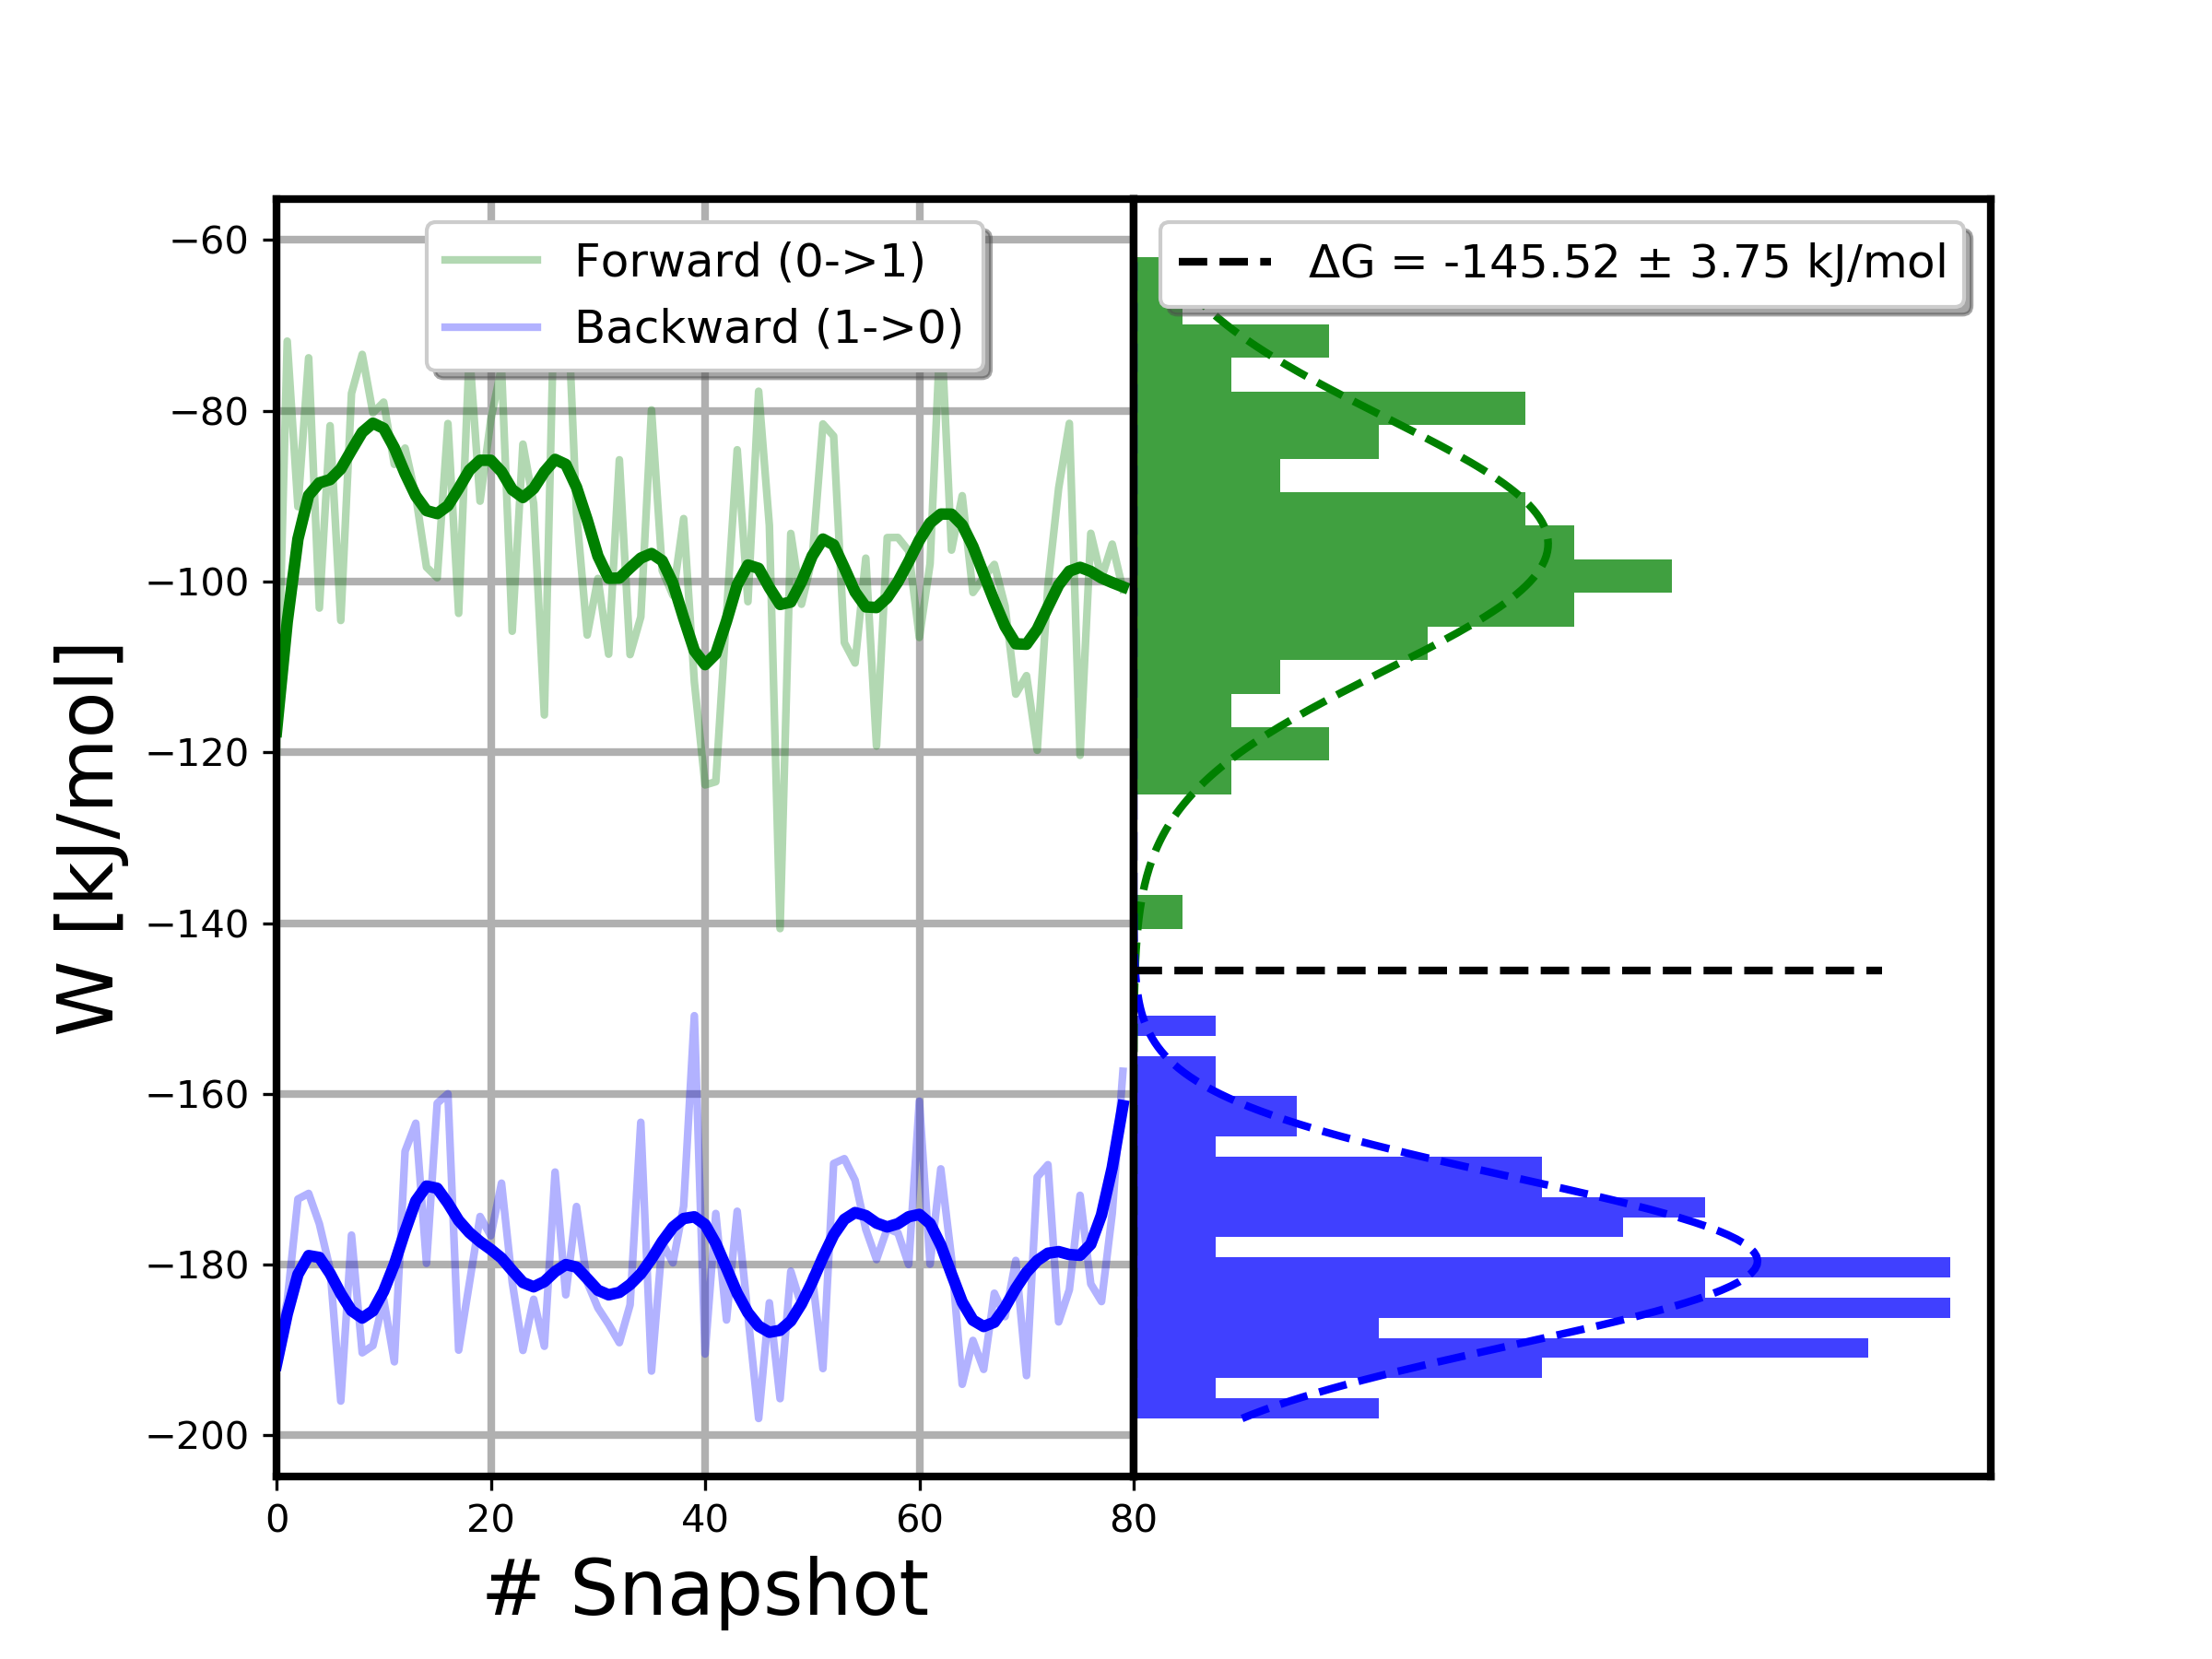 Forward (0->1)
Backward (1->0)
ΔG = -145.52 ± 3.75 kJ/mol
W [kJ/mol]
−60
−80
−100
−120
−140
−160
−180
−200
0 20 40 60 80
# Snapshot